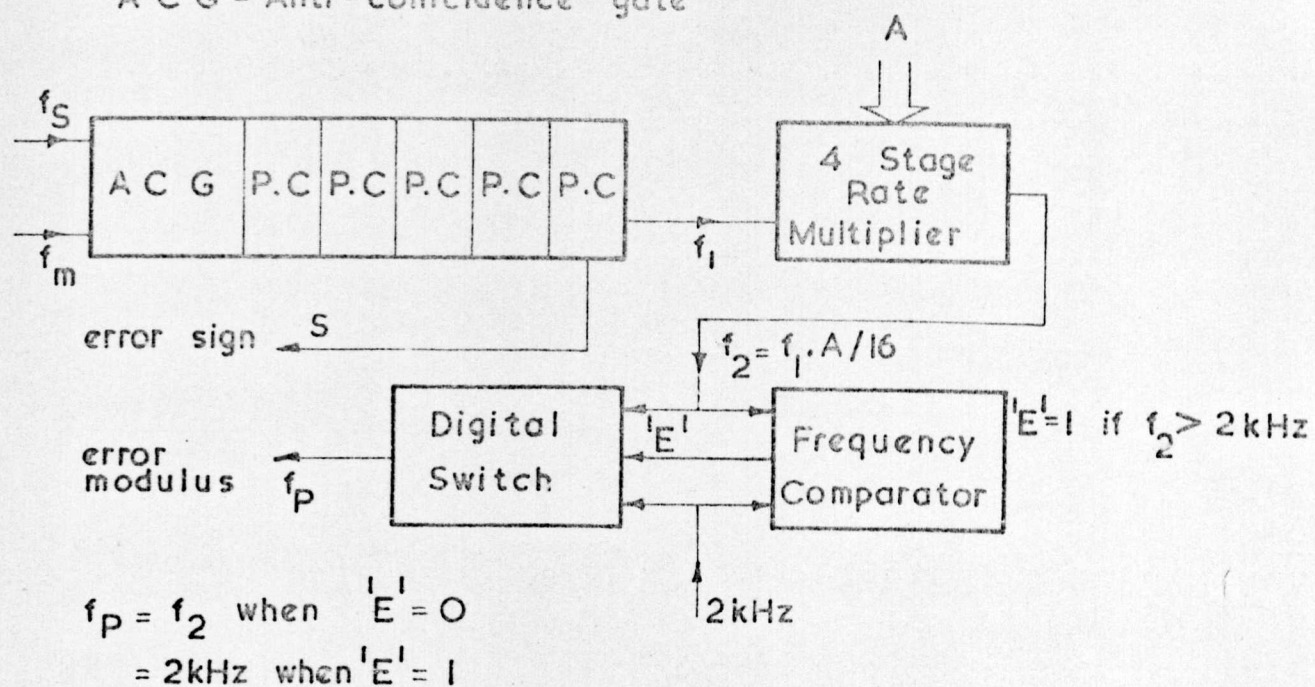 A C G - Anti coincidence gate
A
f_S
A C G P.C P.C P.C P.C P.C
4 Stage
Rate
Multiplier
f_m
f_1
error sign S
f_2 = f_1 . A/16
Digital
Switch
'E'
Frequency
Comparator
'E' = 1 if f_2 > 2 kHz
error
modulus f_P
f_P = f_2 when 'E' = 0
= 2kHz when 'E' = 1
2kHz